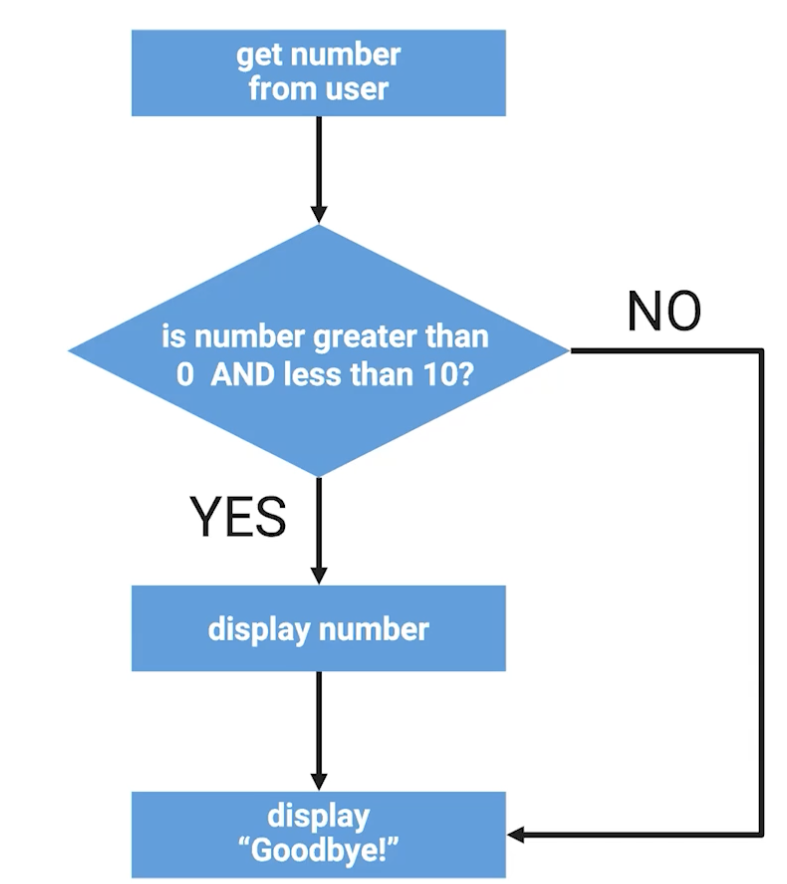 get number
from user
is number greater than
0 AND less than 10?
NO
YES
display number
display
“Goodbye!”